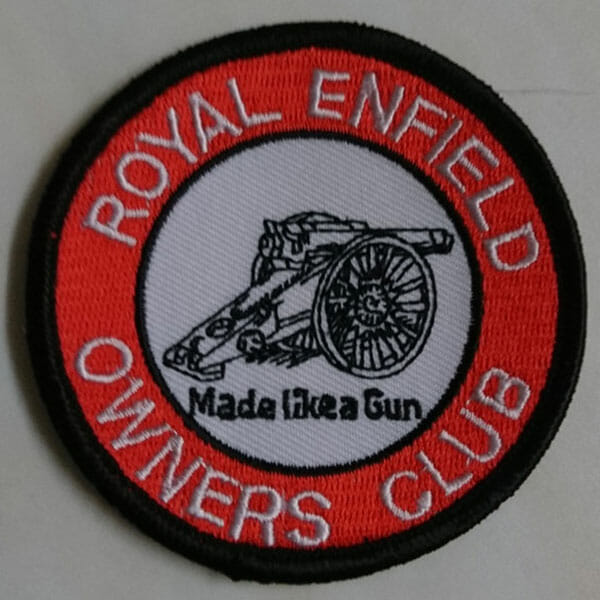 ROYAL ENFIELD
Made like a Gun
OWNERS CLUB